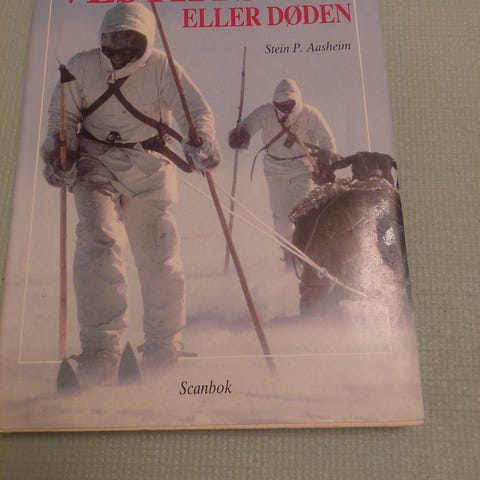 ELLER DØDEN
Stein P. Aasheim
Scanbok